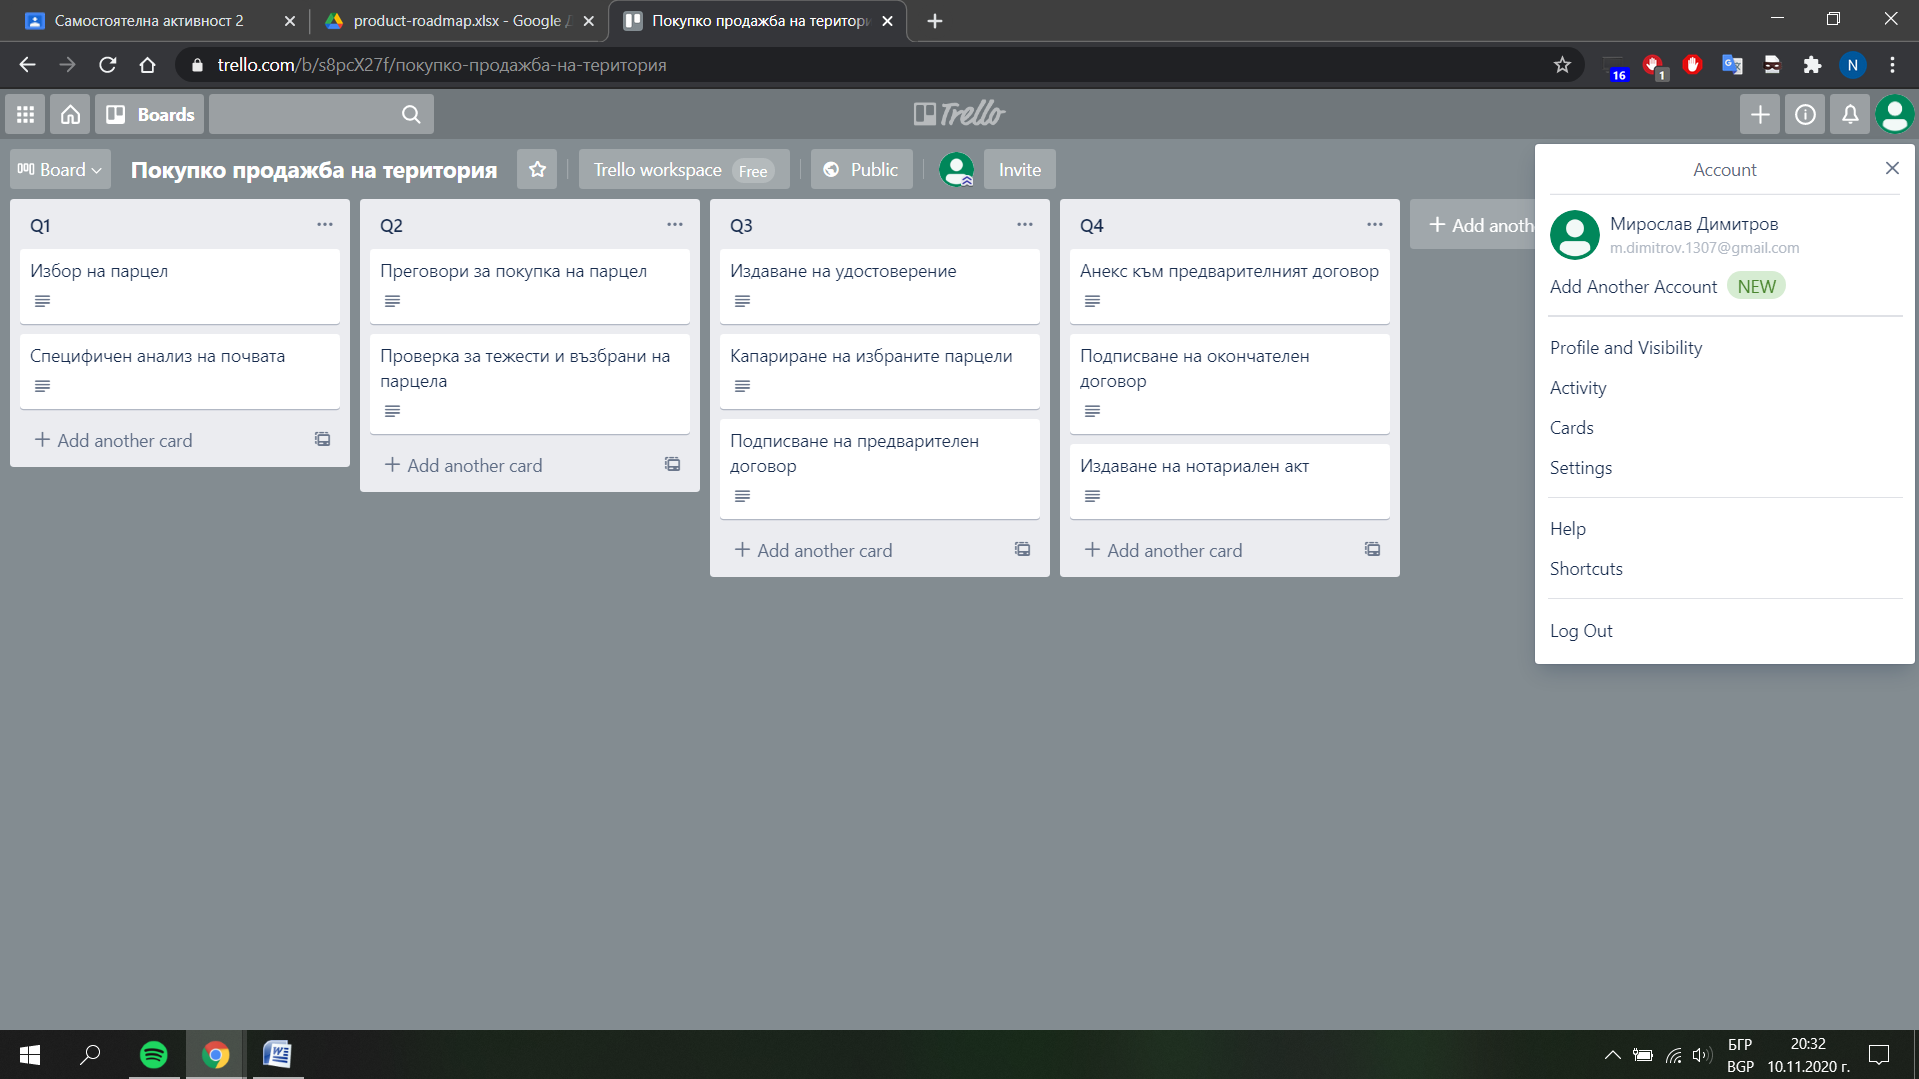 Самостоятелна активност 2
product-roadmap.xlsx - Google Д
Покупко продажба на територи
trello.com/b/s8pcX27f/покупко-продажба-на-територия
16
1
N
Boards
Trello
Board
Покупко продажба на територия
Trello workspace Free
Public
Invite
Q1
Избор на парцел
Специфичен анализ на почвата
+ Add another card
Q2
Преговори за покупка на парцел
Проверка за тежести и възбрани на
парцела
+ Add another card
Q3
Издаване на удостоверение
Капариране на избраните парцели
Подписване на предварителен
договор
+ Add another card
Q4
Анекс към предварителният договор
Подписване на окончателен
договор
Издаване на нотариален акт
+ Add another card
+ Add anoth
Account
Мирослав Димитров
m.dimitrov.1307@gmail.com
Add Another Account NEW
Profile and Visibility
Activity
Cards
Settings
Help
Shortcuts
Log Out
БГР
BGP
20:32
10.11.2020 г.